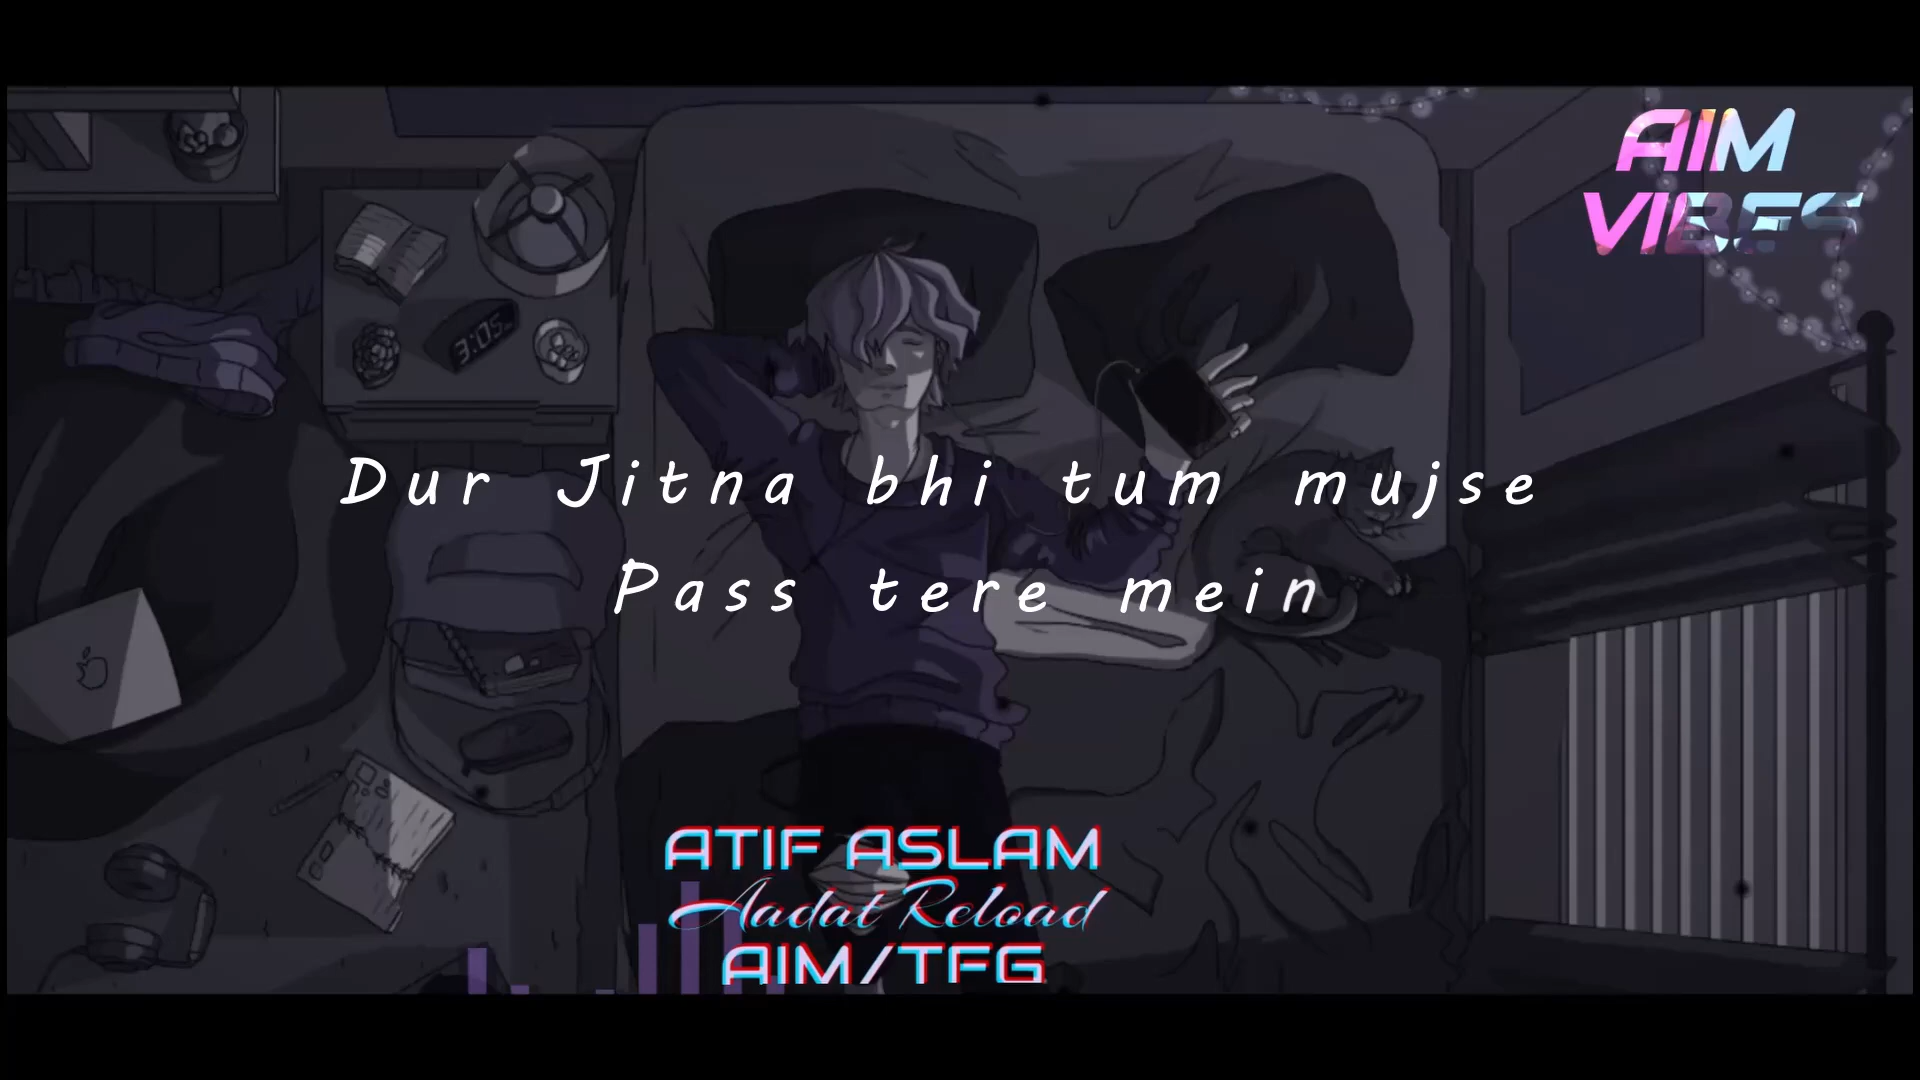 AIM
VIBES
3:05
Dur Jitna bhi tum mujse
Pass tere mein
ATIF ASLAM
Aadat Reload
AIM/TFG